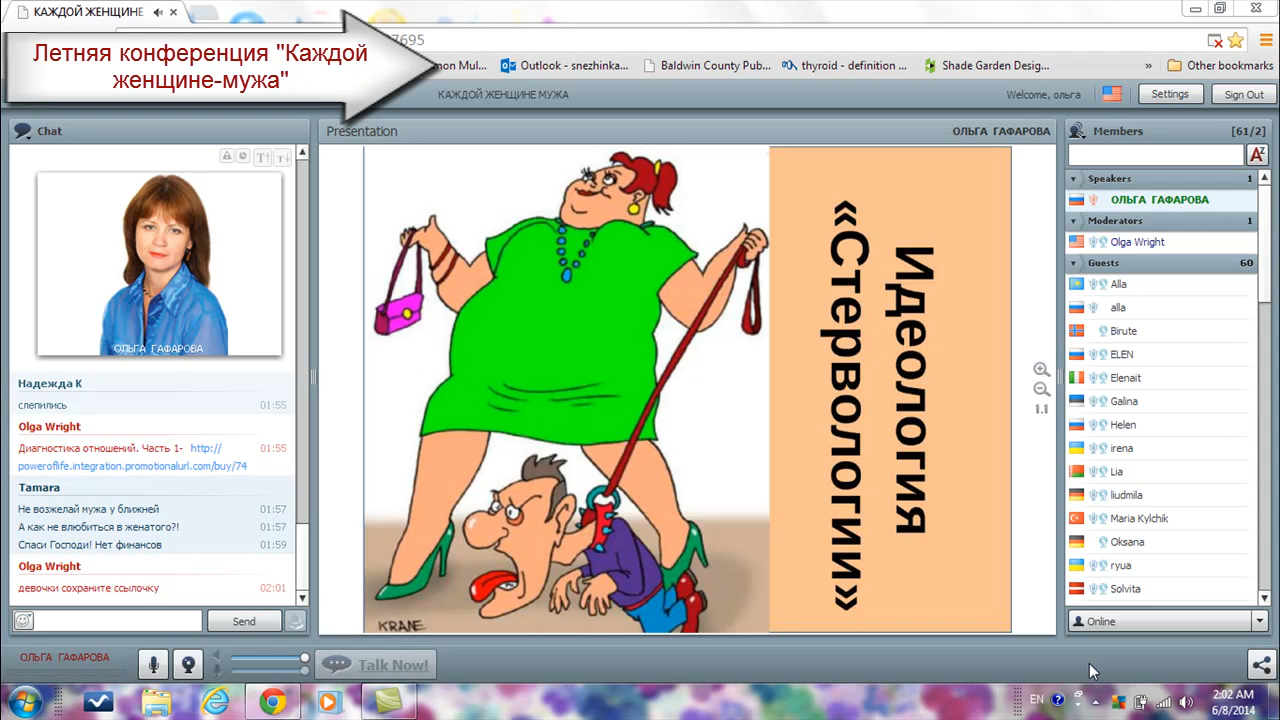 КАЖДОЙ ЖЕНЩИНЕ
Летняя конференция "Каждой
женщине-мужа"
7695
mon Mul...
Outlook - snezhinka...
Baldwin County Pub...
thyroid - definition ...
Shade Garden Desig...
»
Other bookmarks
КАЖДОЙ ЖЕНЩИНЕ МУЖА
Welcome, ольга
Settings
Sign Out
Chat
ОЛЬГА ГАФАРОВА
Надежда К
слепились 01:55
Olga Wright
Диагностика отношений. Часть 1- http:// 01:55
poweroflife.integration.promotionalurl.com/buy/74
Tamara
Не возжелай мужа у ближней 01:57
А как не влюбиться в женатого?! 01:57
Спаси Господи! Нет финансов 01:59
Olga Wright
девочки сохраните ссылочку 02:01
Send
Presentation
ОЛЬГА ГАФАРОВА
Идеология
«Стервологии»
KRANE
1.1
Members [61/2]
AZ
Speakers 1
ОЛЬГА ГАФАРОВА
Moderators 1
Olga Wright
Guests 60
Alla
alla
Birute
ELEN
Elenait
Galina
Helen
irena
Lia
liudmila
Maria Kylchik
Oksana
ryua
Solvita
Online
ОЛЬГА ГАФАРОВА
Talk Now!
EN
2:02 AM
6/8/2014